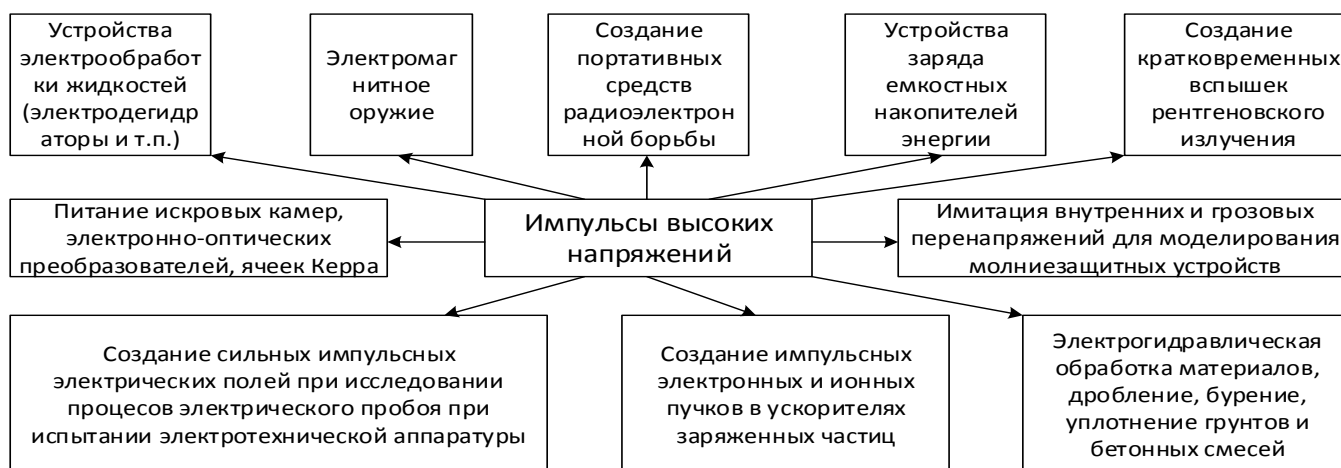 Устройства
электрообработ
ки жидкостей
(электродегидр
аторы и т.п.)
Электромаг
нитное
оружие
Создание
портативных
средств
радиоэлектрон
ной борьбы
Устройства
заряда
емкостных
накопителей
энергии
Создание
кратковременных
вспышек
рентгеновского
излучения
Питание искровых камер,
электронно-оптических
преобразователей, ячеек Керра
Импульсы высоких
напряжений
Имитация внутренних и грозовых
перенапряжений для моделирования
молниезащитных устройств
Создание сильных импульсных
электрических полей при исследовании
процесов электрического пробоя при
испытании электротехнической аппаратуры
Создание импульсных
электронных и ионных
пучков в ускорителях
заряженных частиц
Электрогидравлическая
обработка материалов,
дробление, бурение,
уплотнение грунтов и
бетонных смесей